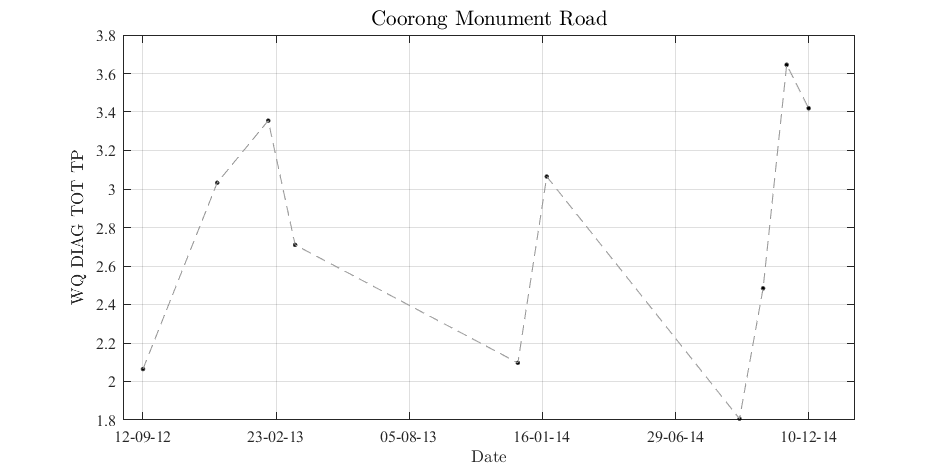 Coorong Monument Road
WQ DIAG TOT TP
3.8
3.6
3.4
3.2
3
2.8
2.6
2.4
2.2
2
1.8
12-09-12 23-02-13 05-08-13 16-01-14 29-06-14 10-12-14
Date